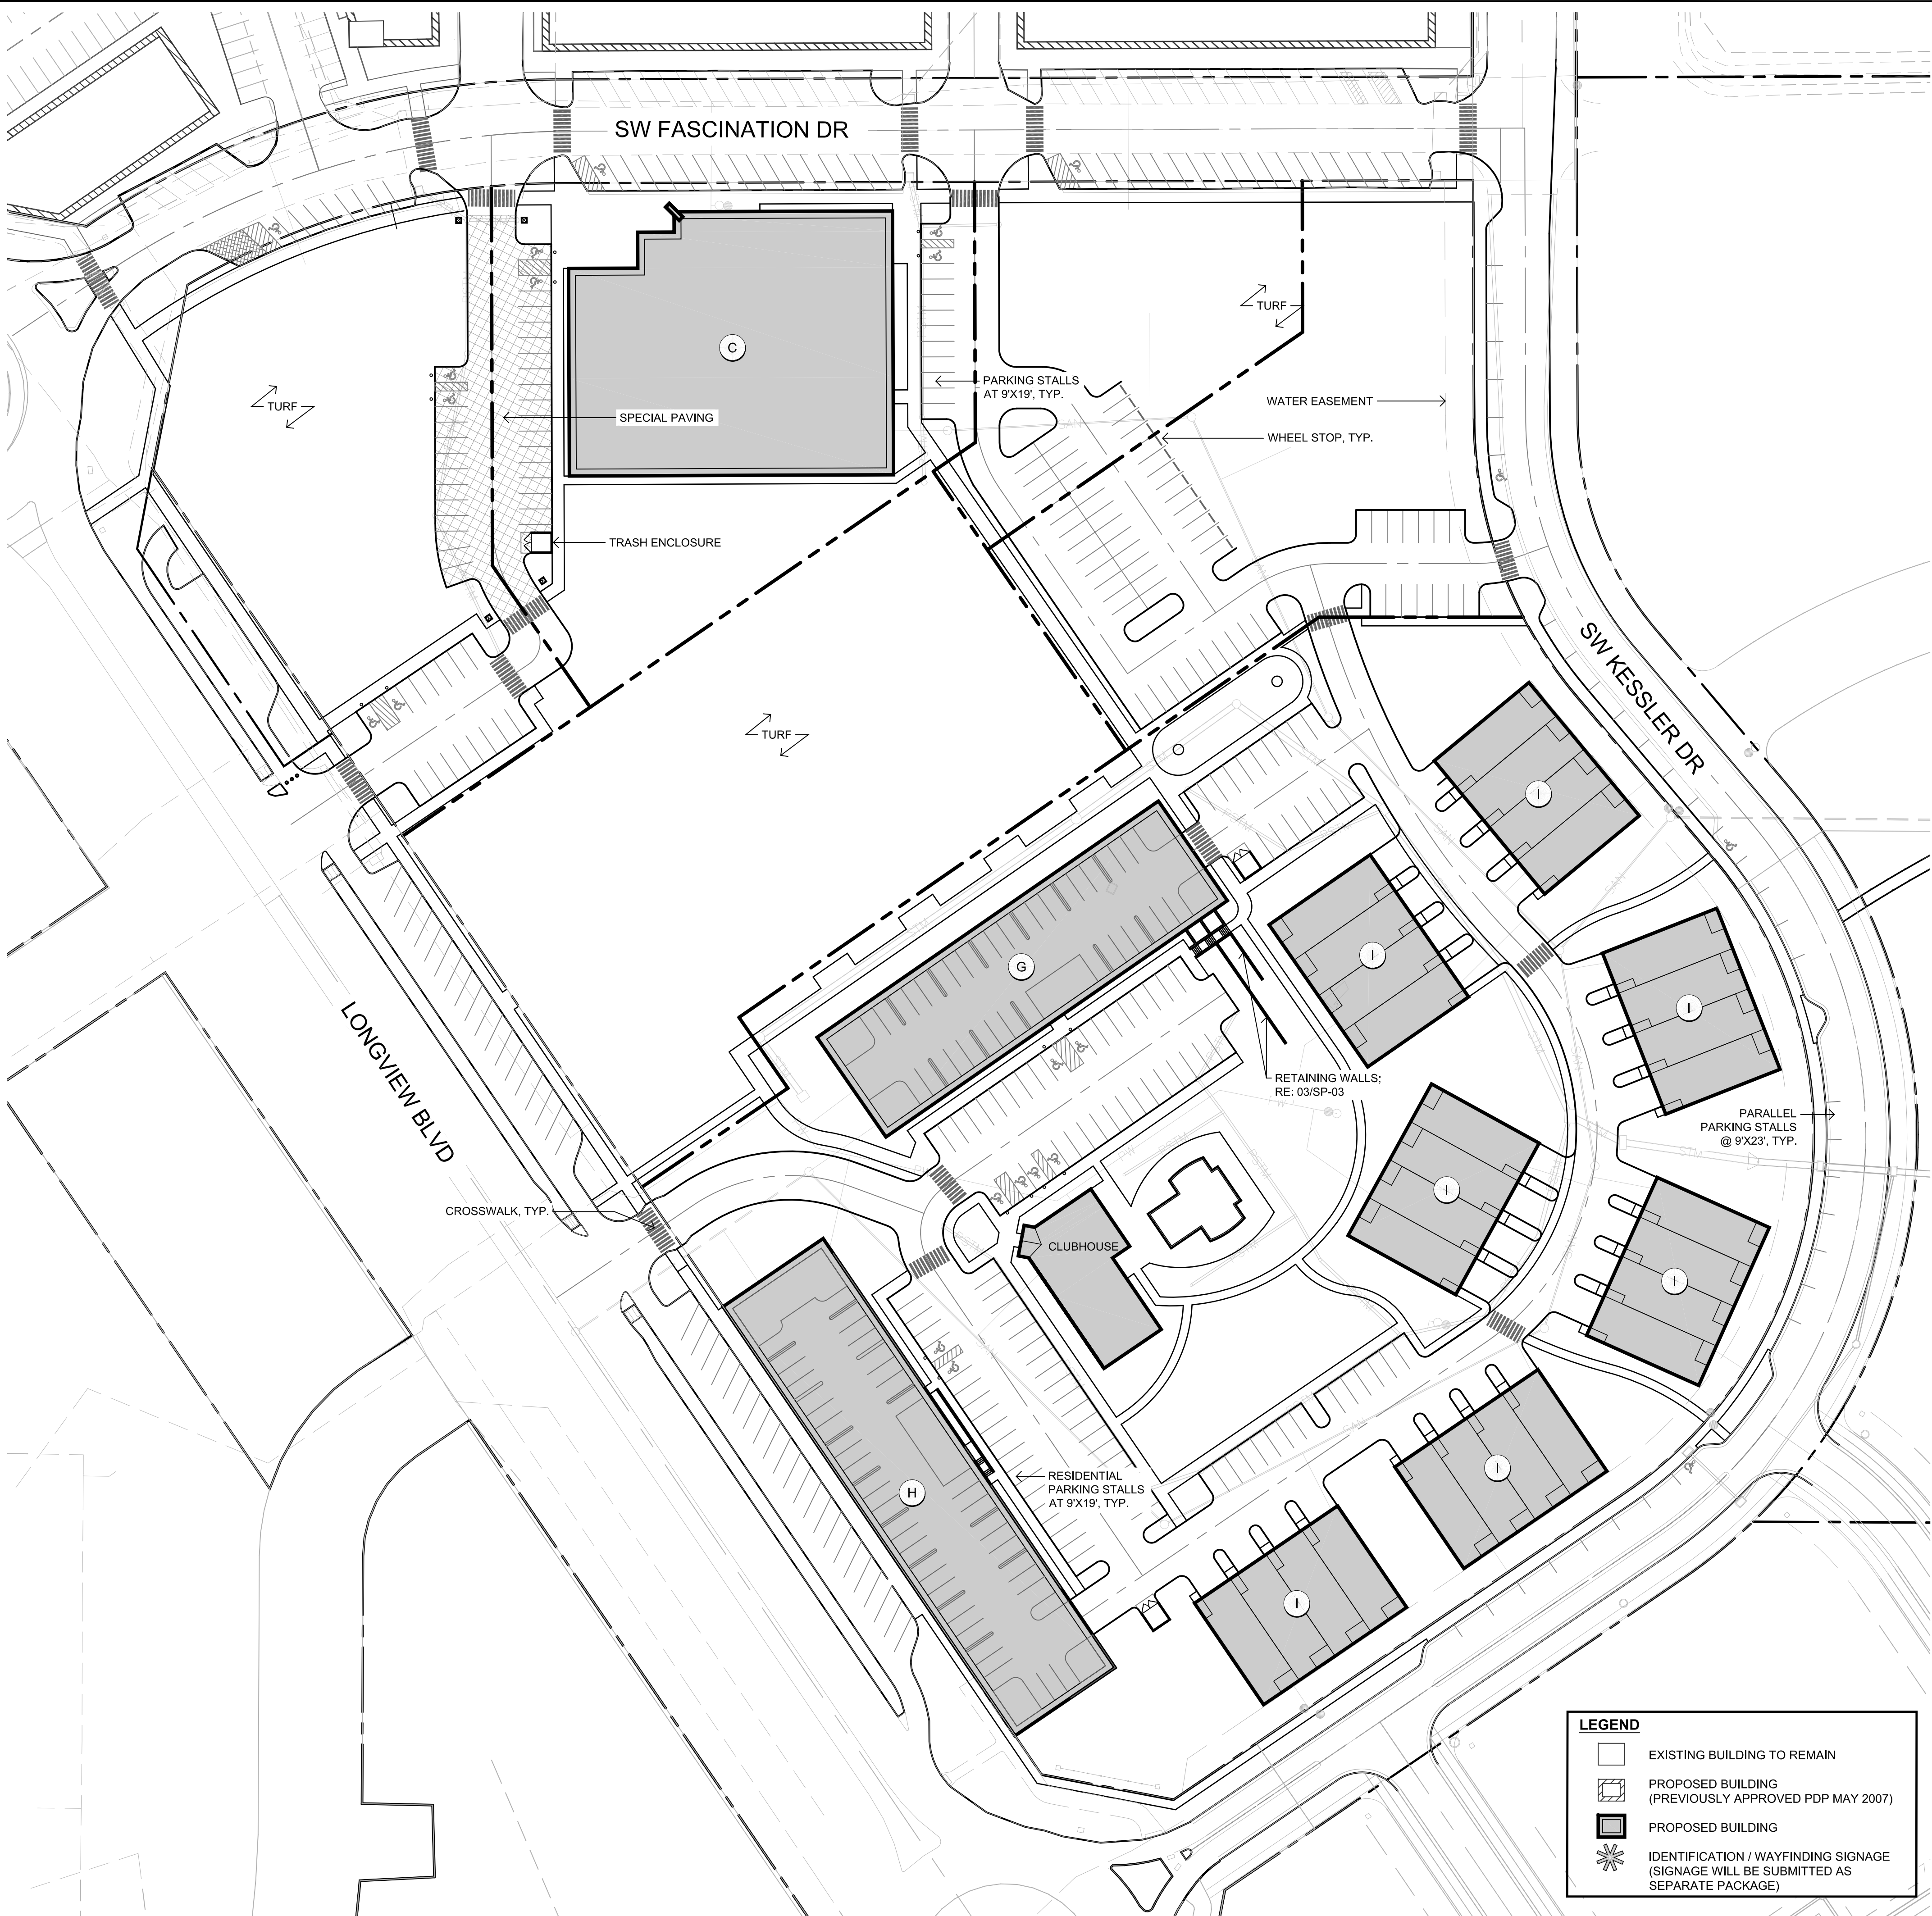 SW FASCINATION DR
C
TURF
PARKING STALLS
AT 9'X19', TYP.
TURF
SPECIAL PAVING
WATER EASEMENT
WHEEL STOP, TYP.
TRASH ENCLOSURE
SW KESSLER DR
TURF
I
G
I
I
LONGVIEW BLVD
RETAINING WALLS;
RE: 03/SP-03
PARALLEL
PARKING STALLS
@ 9'X23', TYP.
I
CROSSWALK, TYP.
CLUBHOUSE
I
H
RESIDENTIAL
PARKING STALLS
AT 9'X19', TYP.
I
I
LEGEND
EXISTING BUILDING TO REMAIN
PROPOSED BUILDING
(PREVIOUSLY APPROVED PDP MAY 2007)
PROPOSED BUILDING
IDENTIFICATION / WAYFINDING SIGNAGE
(SIGNAGE WILL BE SUBMITTED AS
SEPARATE PACKAGE)